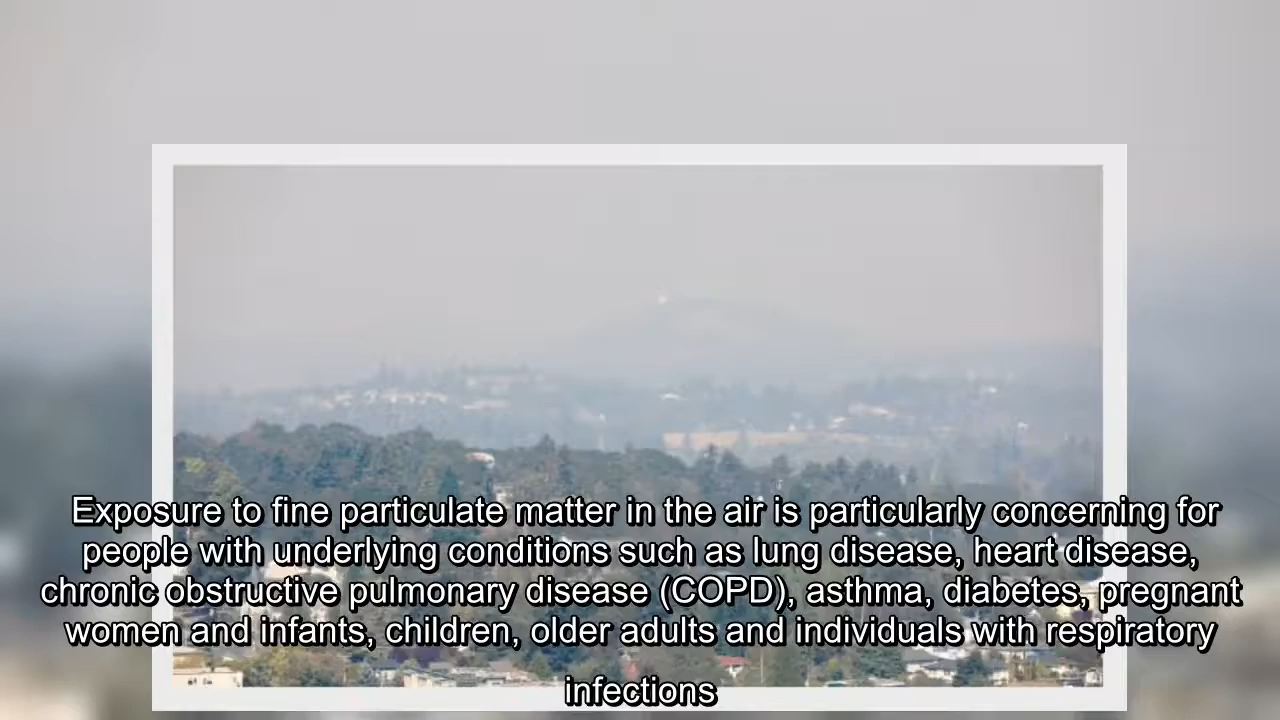 Exposure to fine particulate matter in the air is particularly concerning for
people with underlying conditions such as lung disease, heart disease,
chronic obstructive pulmonary disease (COPD), asthma, diabetes, pregnant
women and infants, children, older adults and individuals with respiratory
infections